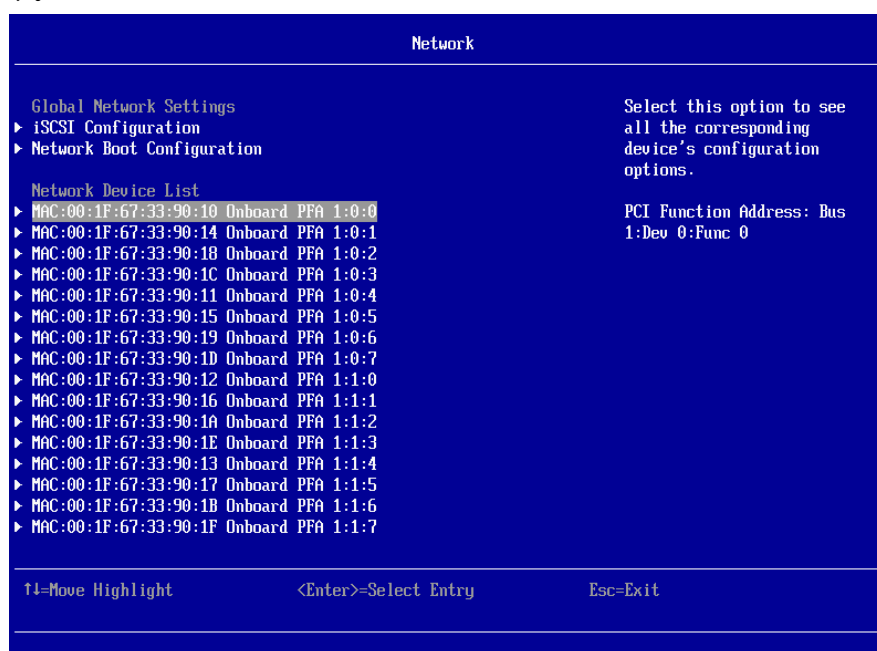 Network
Global Network Settings
▶ iSCSI Configuration
▶ Network Boot Configuration
Network Device List
▶ MAC:00:1F:67:33:90:10 Onboard PFA 1:0:0
▶ MAC:00:1F:67:33:90:14 Onboard PFA 1:0:1
▶ MAC:00:1F:67:33:90:18 Onboard PFA 1:0:2
▶ MAC:00:1F:67:33:90:1C Onboard PFA 1:0:3
▶ MAC:00:1F:67:33:90:11 Onboard PFA 1:0:4
▶ MAC:00:1F:67:33:90:15 Onboard PFA 1:0:5
▶ MAC:00:1F:67:33:90:19 Onboard PFA 1:0:6
▶ MAC:00:1F:67:33:90:1D Onboard PFA 1:0:7
▶ MAC:00:1F:67:33:90:12 Onboard PFA 1:1:0
▶ MAC:00:1F:67:33:90:16 Onboard PFA 1:1:1
▶ MAC:00:1F:67:33:90:1A Onboard PFA 1:1:2
▶ MAC:00:1F:67:33:90:1E Onboard PFA 1:1:3
▶ MAC:00:1F:67:33:90:13 Onboard PFA 1:1:4
▶ MAC:00:1F:67:33:90:17 Onboard PFA 1:1:5
▶ MAC:00:1F:67:33:90:1B Onboard PFA 1:1:6
▶ MAC:00:1F:67:33:90:1F Onboard PFA 1:1:7
Select this option to see
all the corresponding
device's configuration
options.
PCI Function Address: Bus
1:Dev 0:Func 0
↑↓=Move Highlight <Enter>=Select Entry Esc=Exit